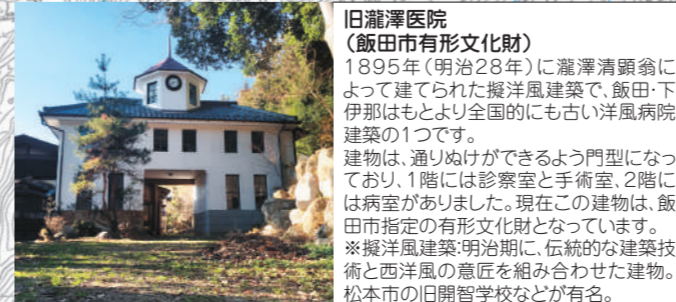 旧瀧澤医院
（飯田市有形文化財）
1895年（明治28年）に瀧澤清顕翁に
よって建てられた擬洋風建築で、飯田・下
伊那はもとより全国的にも古い洋風病院
建築の1つです。
建物は、通りぬけができるよう門型になっ
ており、1階には診察室と手術室、2階に
は病室がありました。現在この建物は、飯
田市指定の有形文化財となっています。
※擬洋風建築:明治期に、伝統的な建築技
術と西洋風の意匠を組み合わせた建物。
松本市の旧開智学校などが有名。